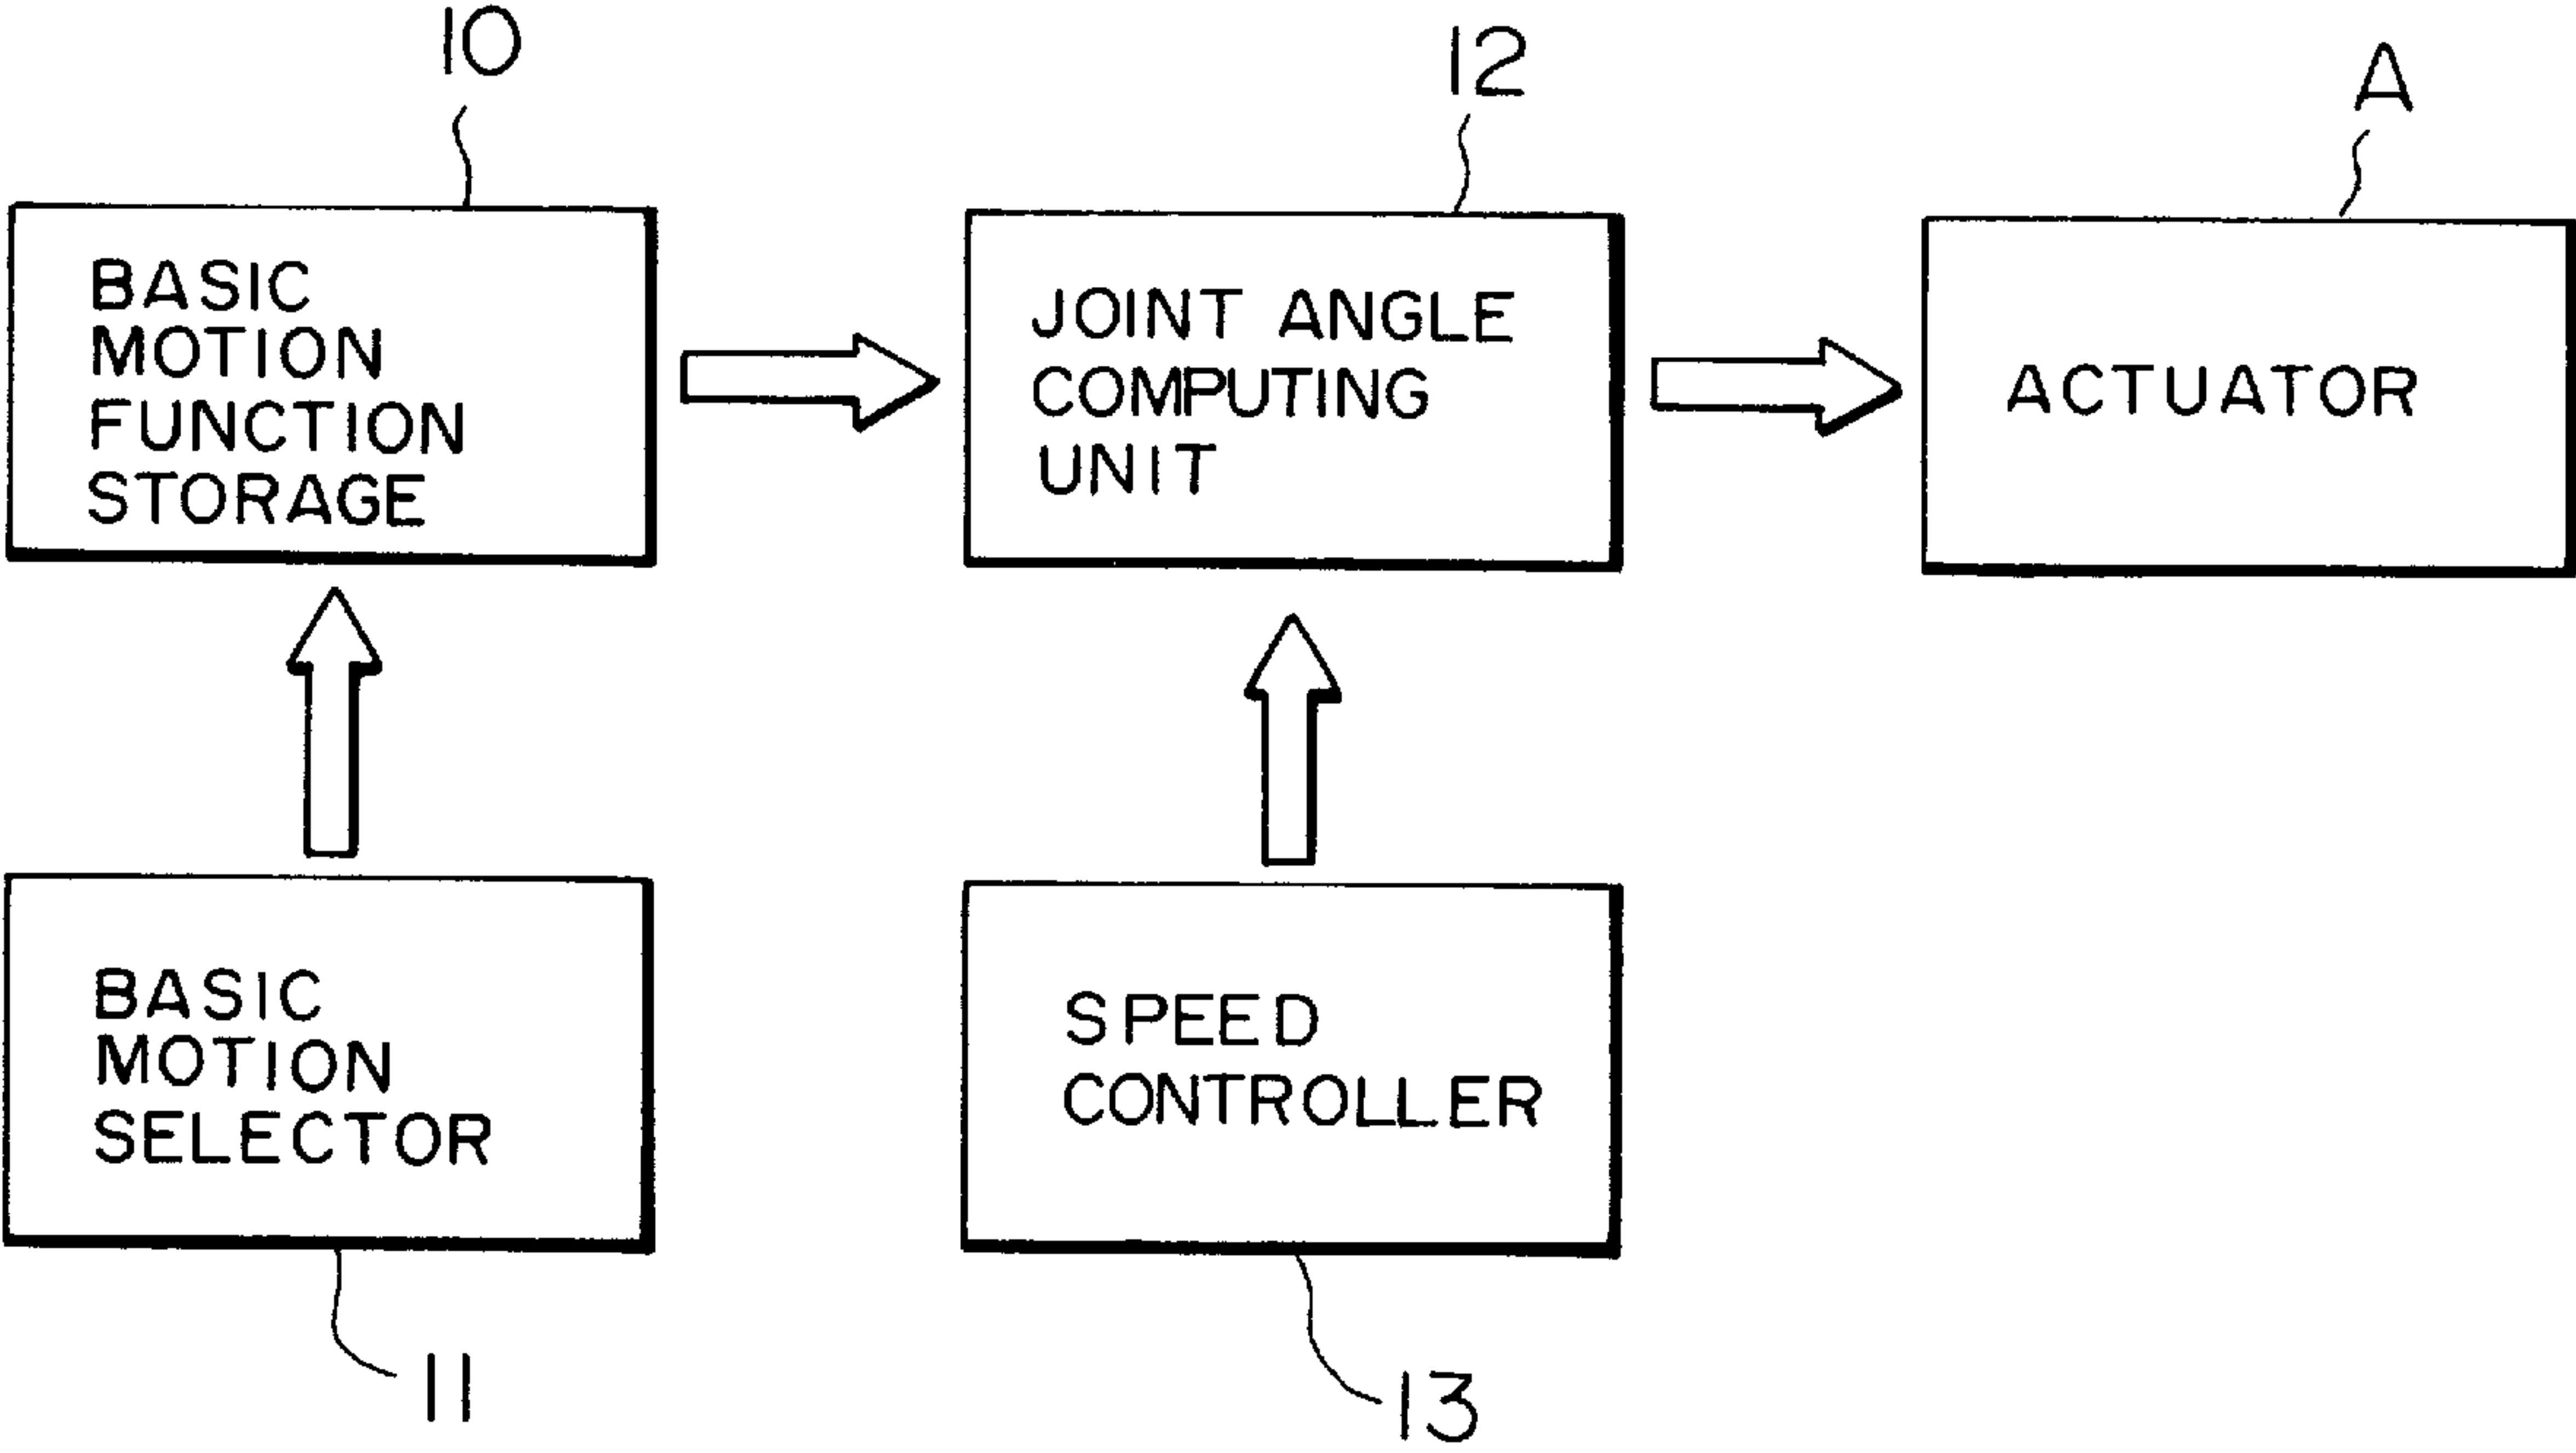 10
12
A
BASIC
MOTION
FUNCTION
STORAGE
JOINT ANGLE
COMPUTING
UNIT
ACTUATOR
BASIC
MOTION
SELECTOR
SPEED
CONTROLLER
11
13